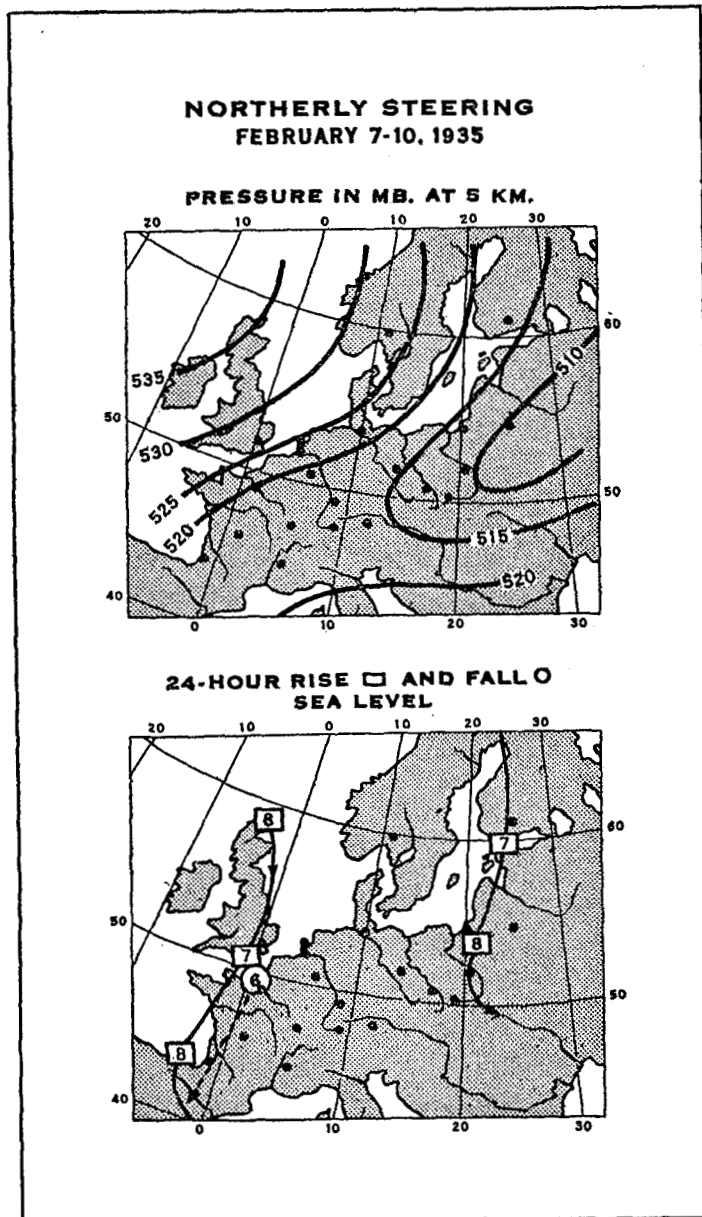 NORTHERLY STEERING
FEBRUARY 7-10, 1935
PRESSURE IN MB. AT 5 KM.
20 10 0 10 20 30
60
50
40
0 10 20 30
50
535
530
525
520
510
515
520
24-HOUR RISE □ AND FALL O
SEA LEVEL
20 10 0 10 20 30
60
50
40
0 10 20 30
50
8
7
6
8
7
8